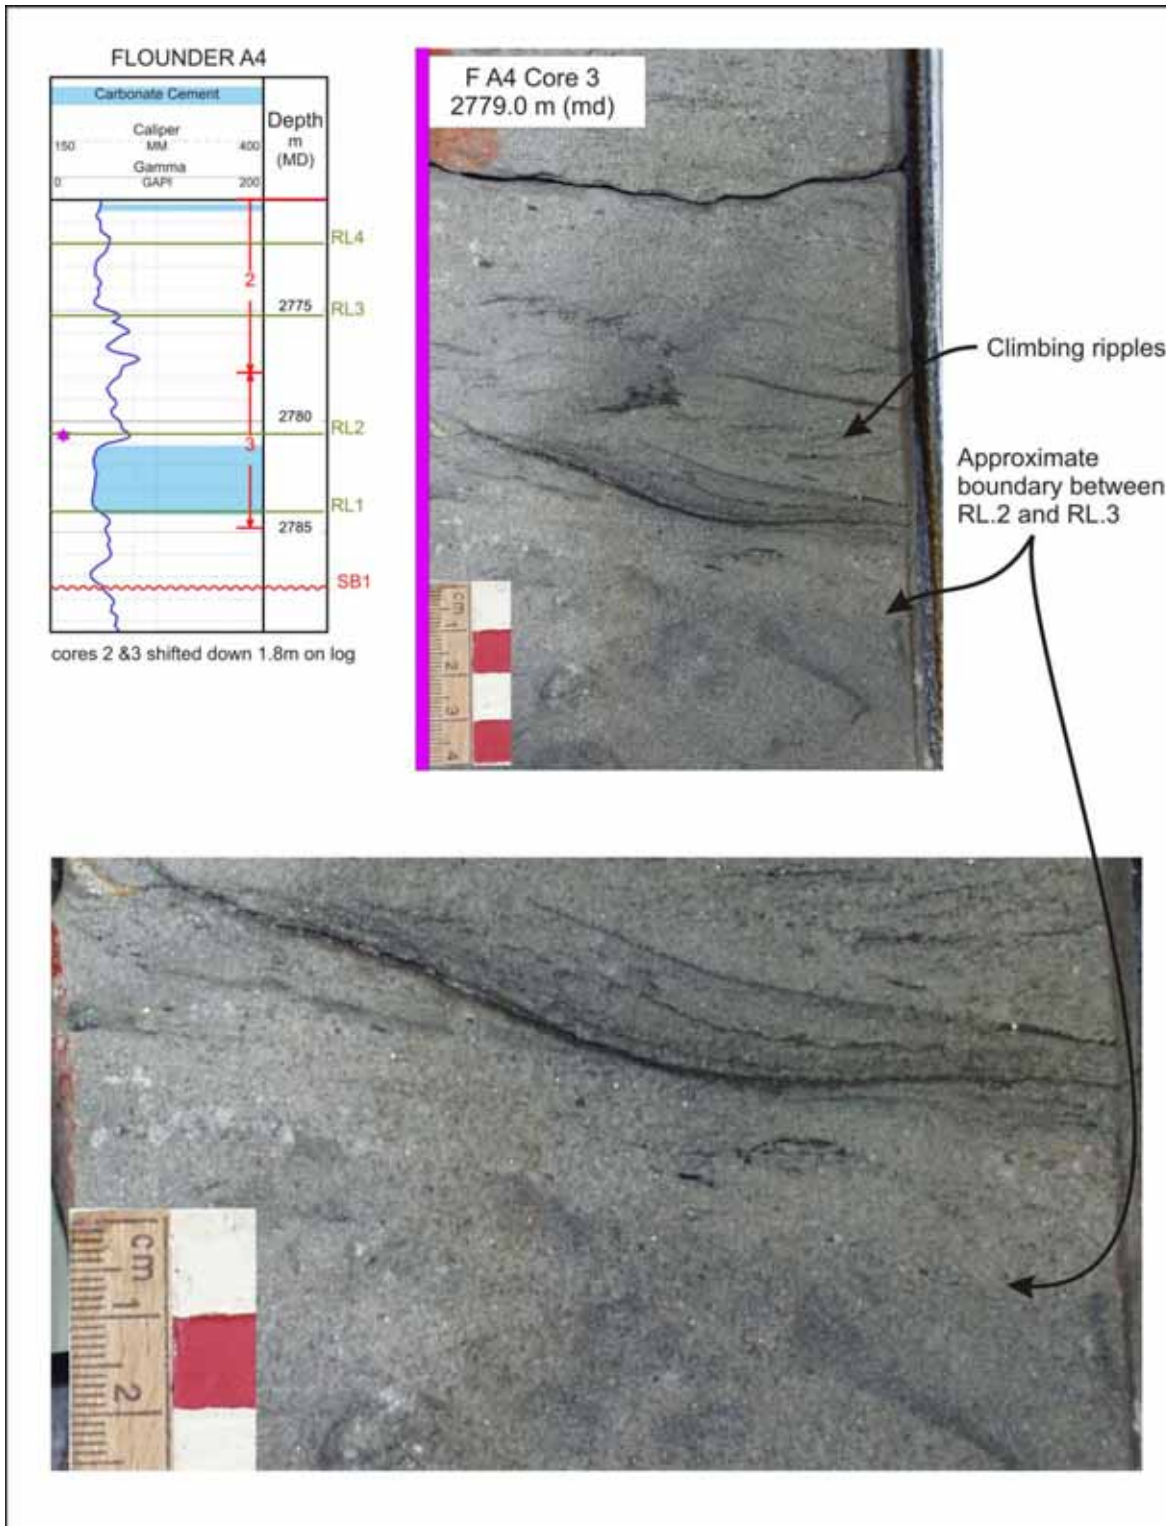 FLOUNDER A4
Carbonate Cement
Caliper
150 MM 400
Gamma
0 GAPI 200
Depth
m
(MD)
RL4
2
2775
RL3
2780
RL2
3
RL1
2785
SB1
cores 2 &3 shifted down 1.8m on log
F A4 Core 3
2779.0 m (md)
Climbing ripples
Approximate
boundary between
RL.2 and RL.3
cm
1
2
3
4
cm
1
2